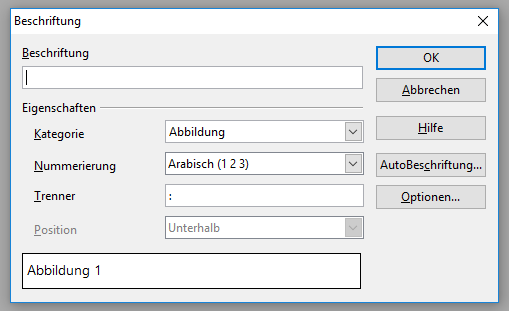 Beschriftung
Beschriftung
OK
Abbrechen
Eigenschaften
Kategorie
Abbildung
Hilfe
Nummerierung
Arabisch (1 2 3)
AutoBeschriftung...
Trenner
:
Optionen...
Position
Unterhalb
Abbildung 1